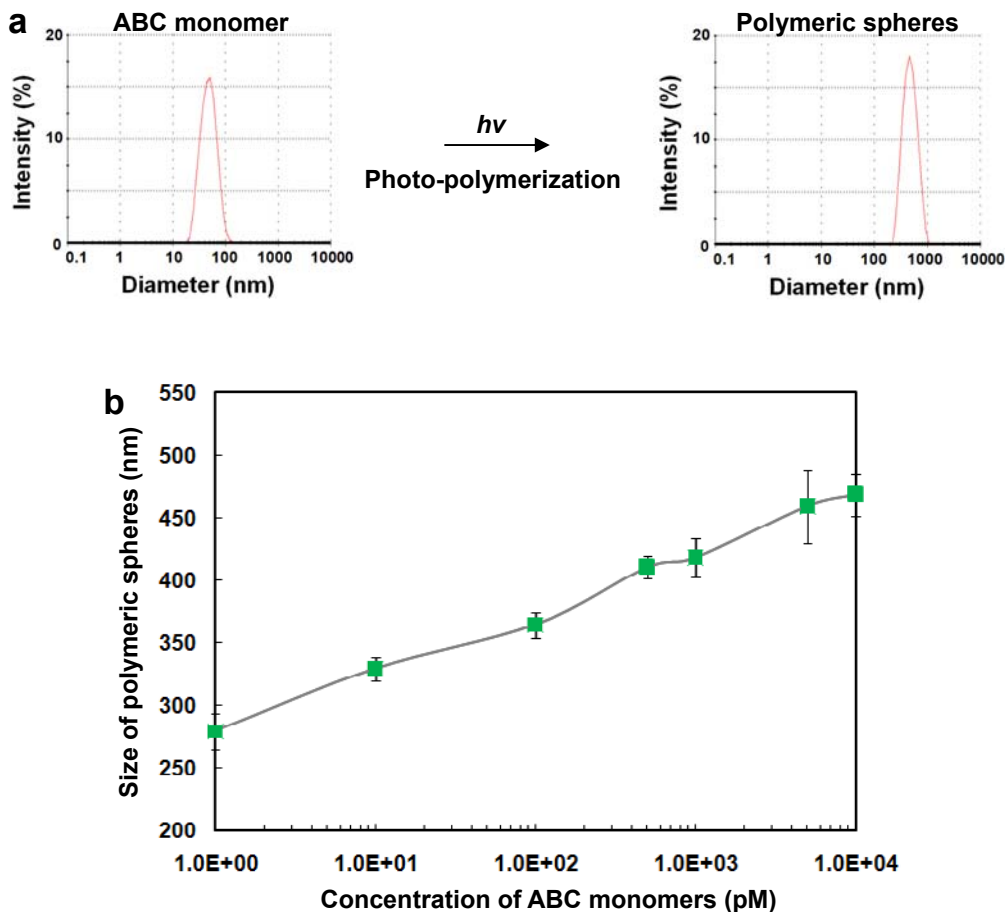 a
ABC monomer
Polymeric spheres
20
10
0
Intensity (%)
0.1 1 10 100 1000 10000
Diameter (nm)
hv
Photo-polymerization
20
10
0
Intensity (%)
0.1 1 10 100 1000 10000
Diameter (nm)
b
550
500
450
400
350
300
250
200
Size of polymeric spheres (nm)
1.0E+00 1.0E+01 1.0E+02 1.0E+03 1.0E+04
Concentration of ABC monomers (pM)